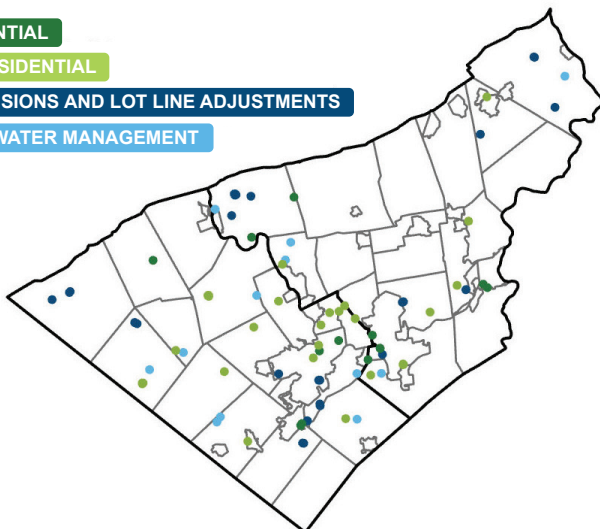 NTIAL
SIDENTIAL
SIONS AND LOT LINE ADJUSTMENTS
WATER MANAGEMENT